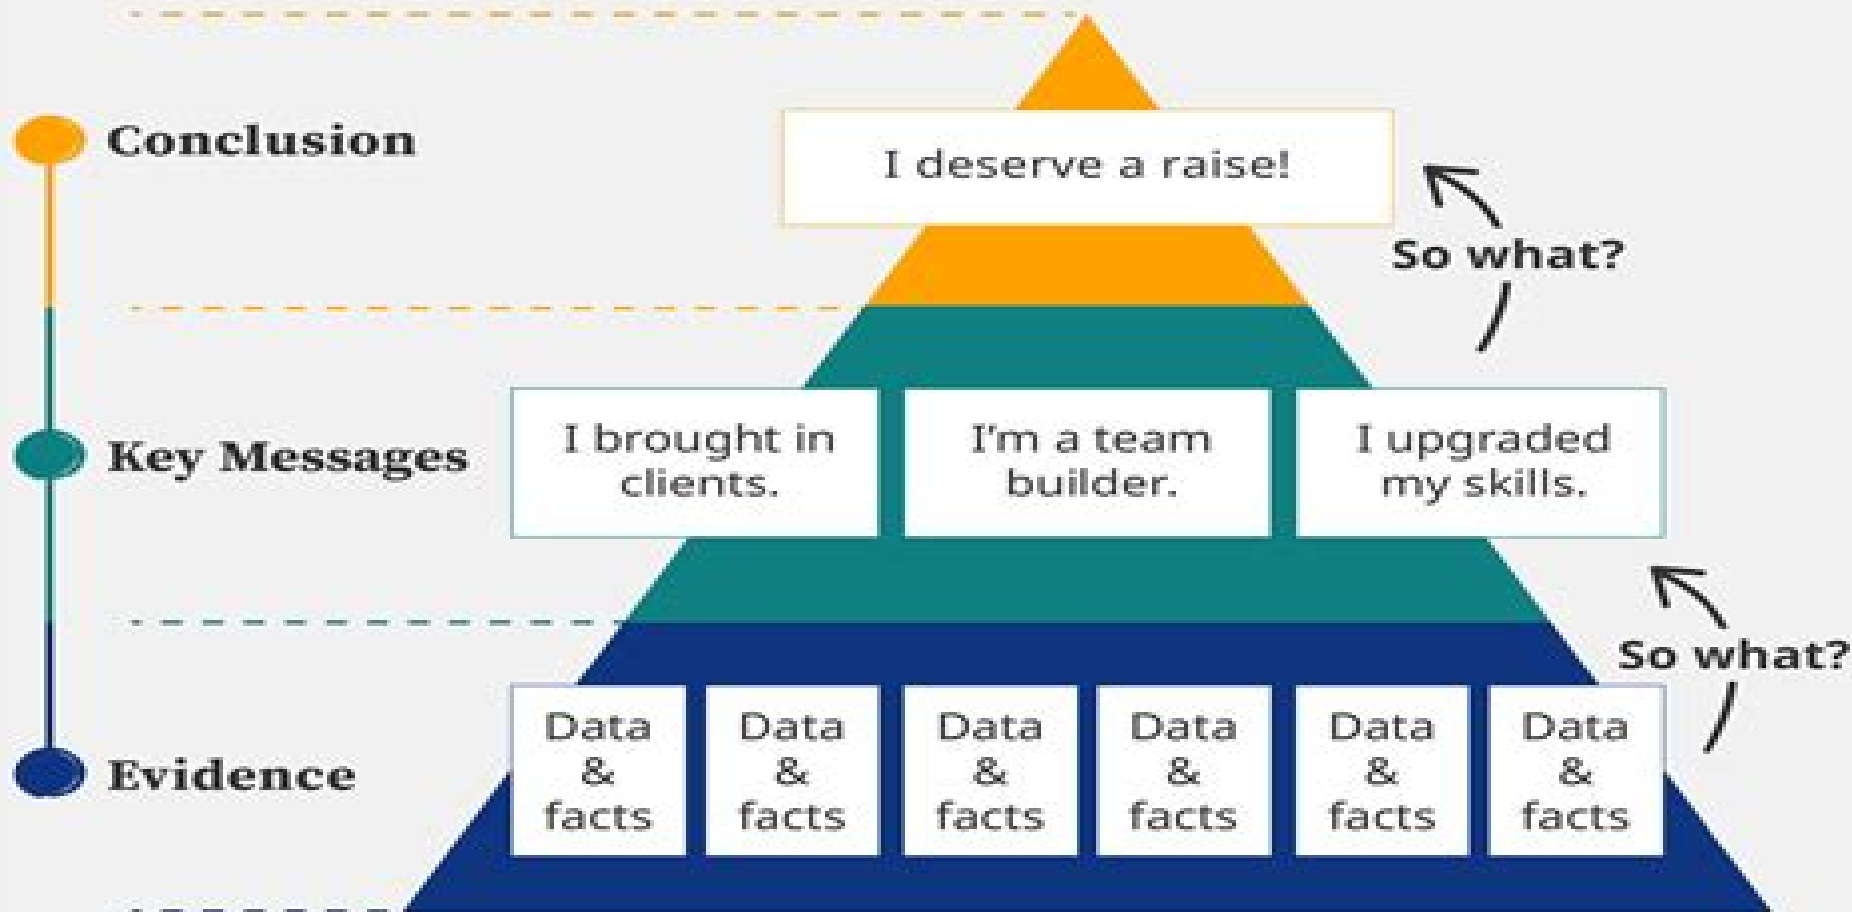 Conclusion
I deserve a raise!
So what?
Key Messages
I brought in
clients.
I'm a team
builder.
I upgraded
my skills.
So what?
Evidence
Data
&
facts
Data
&
facts
Data
&
facts
Data
&
facts
Data
&
facts
Data
&
facts